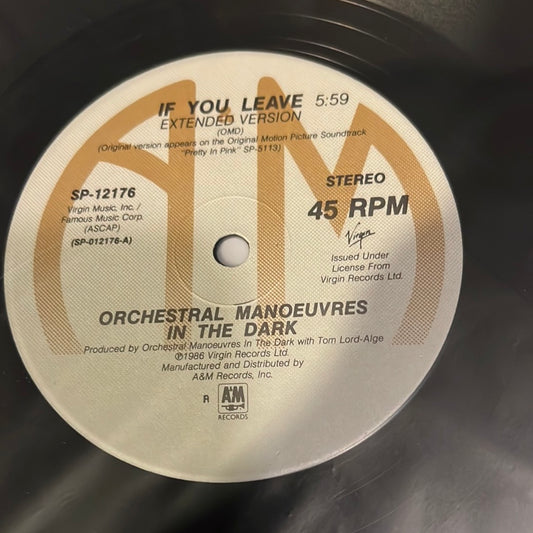 IF YOU LEAVE 5:59
EXTENDED VERSION
(OMD)
(Original version appears on the Original Motion Picture Soundtrack
"Pretty In Pink" SP-5113)
SP-12176
Virgin Music, Inc. /
Famous Music Corp.
(ASCAP)
(SP-012176-A)
STEREO
45 RPM
Virgin
Issued Under
License From
Virgin Records Ltd.
ORCHESTRAL MANOEUVRES
IN THE DARK
Produced by Orchestral Manoeuvres In The Dark with Tom Lord-Alge
℗1986 Virgin Records Ltd.
Manufactured and Distributed by
A&M Records, Inc.
R
A&M
RECORDS
A&M